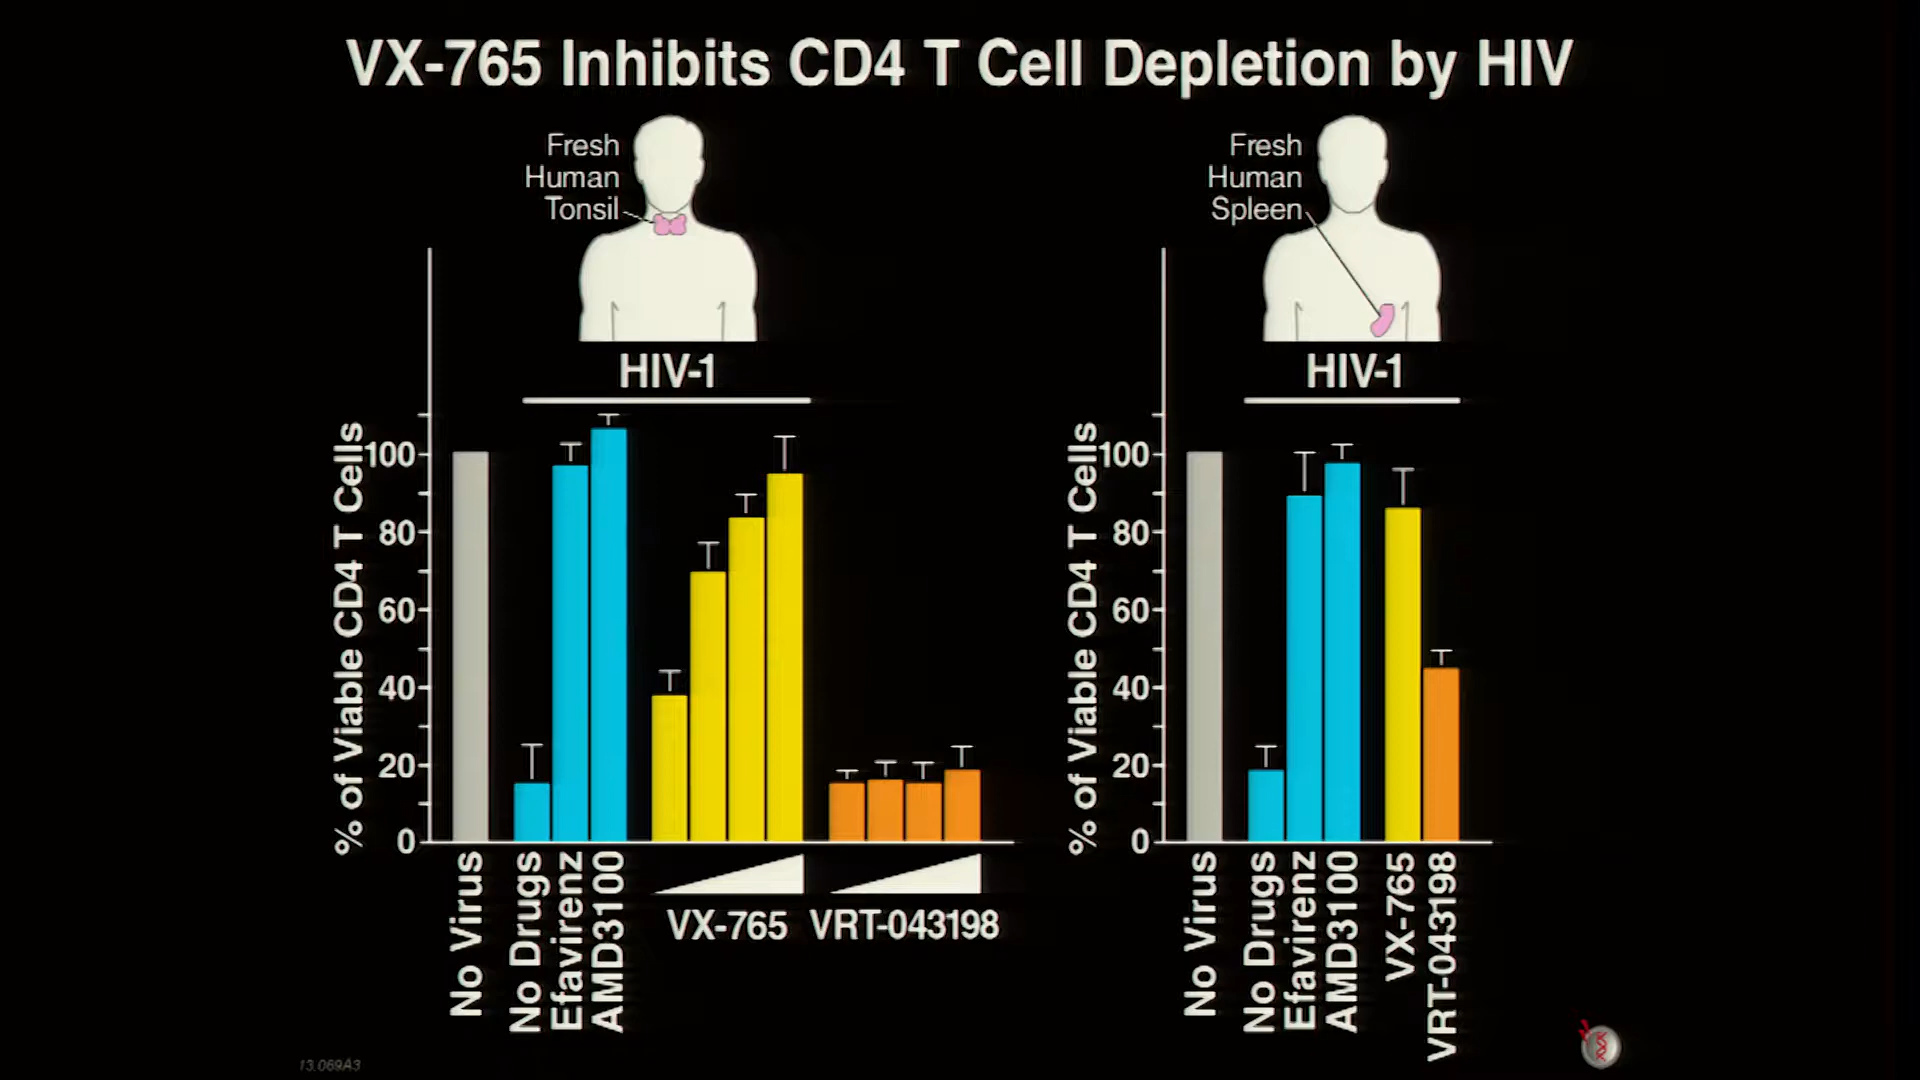 VX-765 Inhibits CD4 T Cell Depletion by HIV
Fresh
Human
Tonsil
HIV-1
% of Viable CD4 T Cells
100
80
60
40
20
0
No Virus
No Drugs
Efavirenz
AMD3100
VX-765
VRT-043198
Fresh
Human
Spleen
HIV-1
% of Viable CD4 T Cells
100
80
60
40
20
0
No Virus
No Drugs
Efavirenz
AMD3100
VX-765
VRT-043198
13.069A3